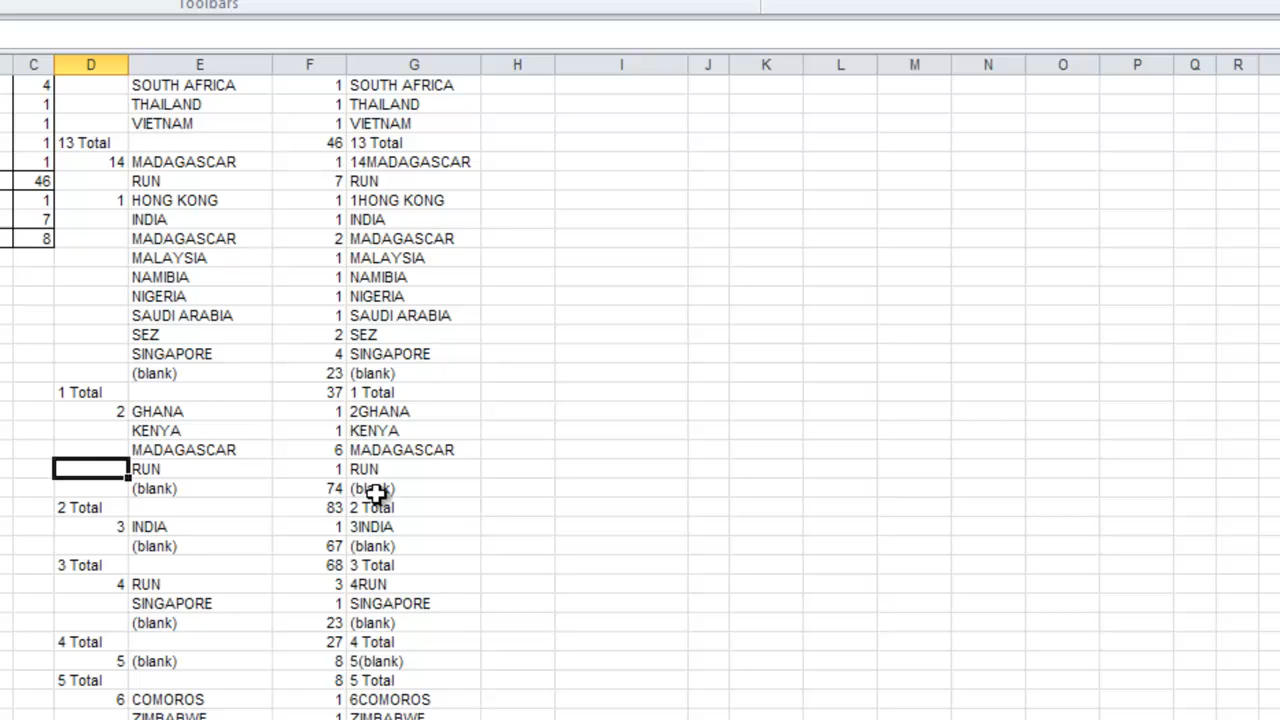 Toolbars
C D E F G H I J K L M N O P Q R
4 SOUTH AFRICA 1 SOUTH AFRICA
1 THAILAND 1 THAILAND
1 VIETNAM 1 VIETNAM
1 13 Total 46 13 Total
1 14 MADAGASCAR 1 14MADAGASCAR
46 RUN 7 RUN
1 1 HONG KONG 1 1HONG KONG
7 INDIA 1 INDIA
8 MADAGASCAR 2 MADAGASCAR
MALAYSIA 1 MALAYSIA
NAMIBIA 1 NAMIBIA
NIGERIA 1 NIGERIA
SAUDI ARABIA 1 SAUDI ARABIA
SEZ 2 SEZ
SINGAPORE 4 SINGAPORE
(blank) 23 (blank)
1 Total 37 1 Total
2 GHANA 1 2GHANA
KENYA 1 KENYA
MADAGASCAR 6 MADAGASCAR
RUN 1 RUN
(blank) 74 (blank)
2 Total 83 2 Total
3 INDIA 1 3INDIA
(blank) 67 (blank)
3 Total 68 3 Total
4 RUN 3 4RUN
SINGAPORE 1 SINGAPORE
(blank) 23 (blank)
4 Total 27 4 Total
5 (blank) 8 5(blank)
5 Total 8 5 Total
6 COMOROS 1 6COMOROS
ZIMBABWE 1 ZIMBABWE